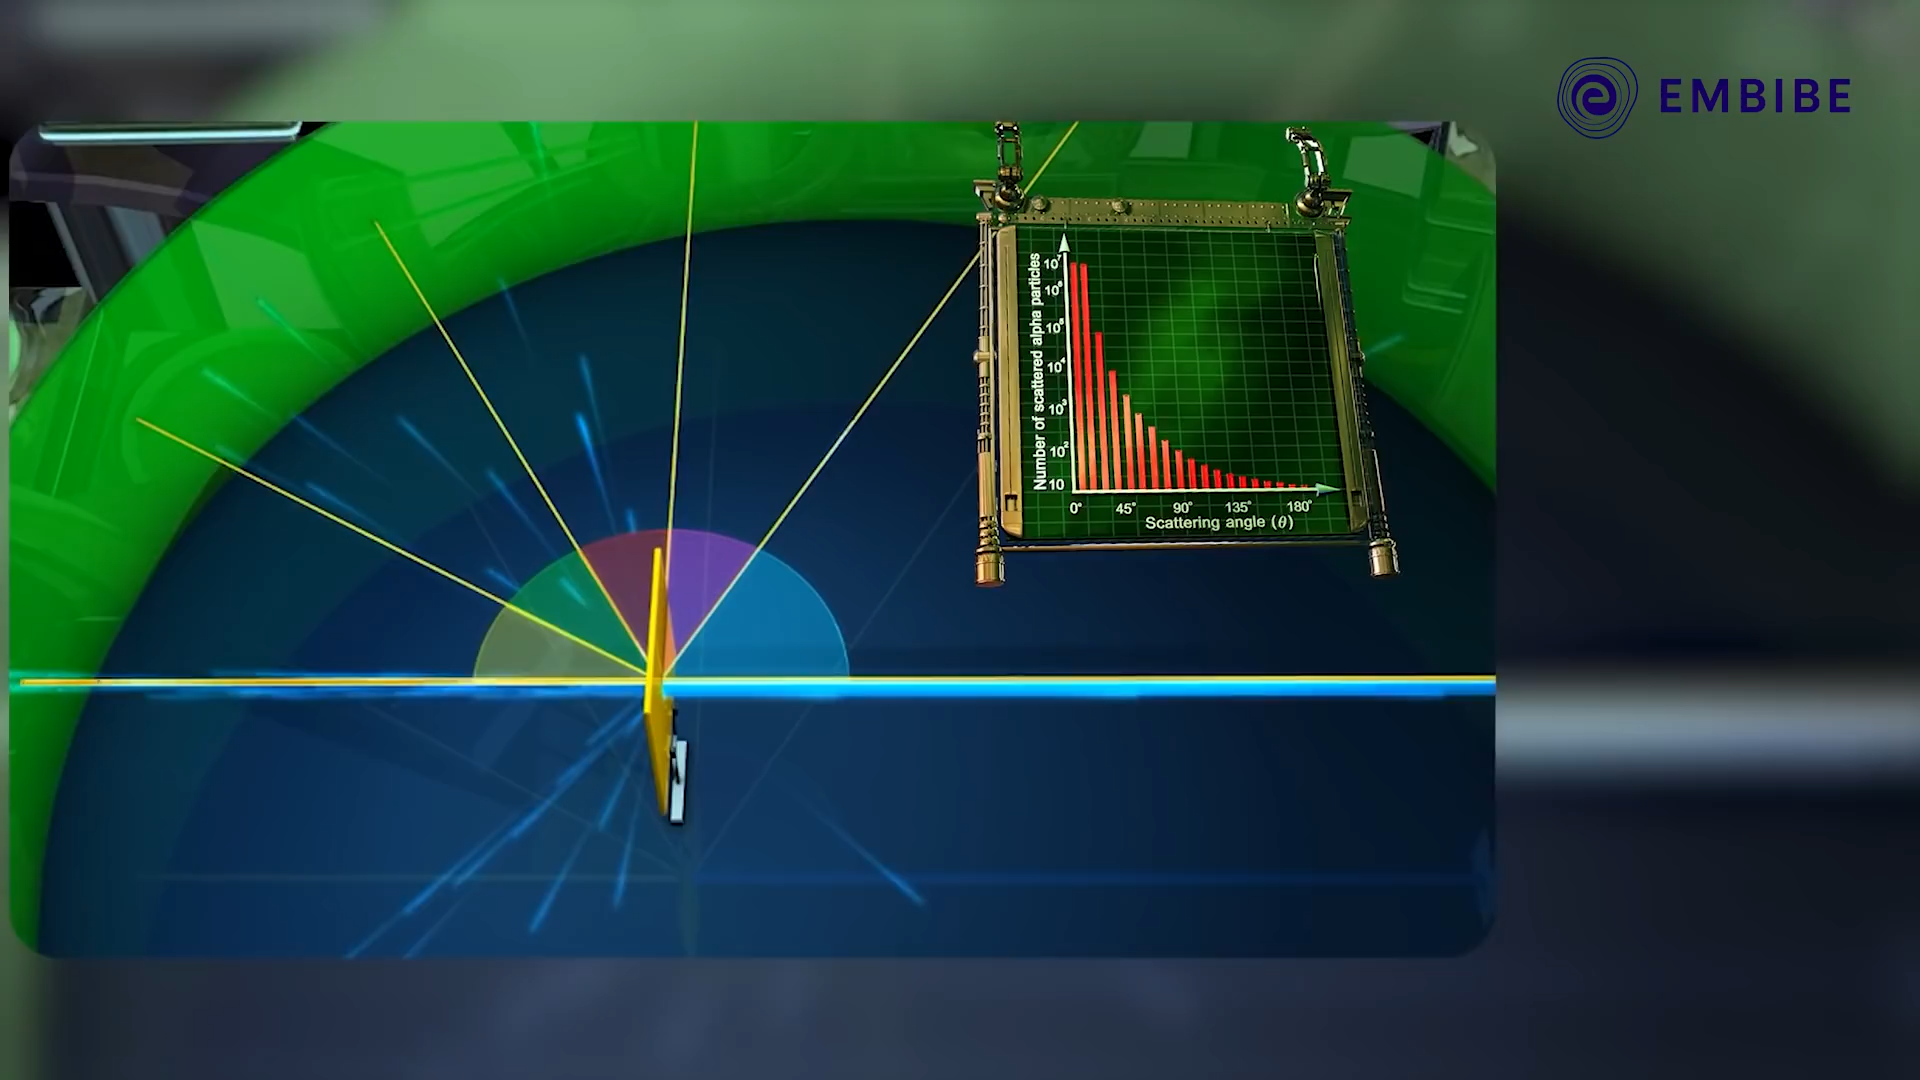 EMBIBE
Number of scattered alpha particles
10⁷
10⁶
10⁵
10⁴
10³
10²
10
0° 45° 90° 135° 180°
Scattering angle (θ)